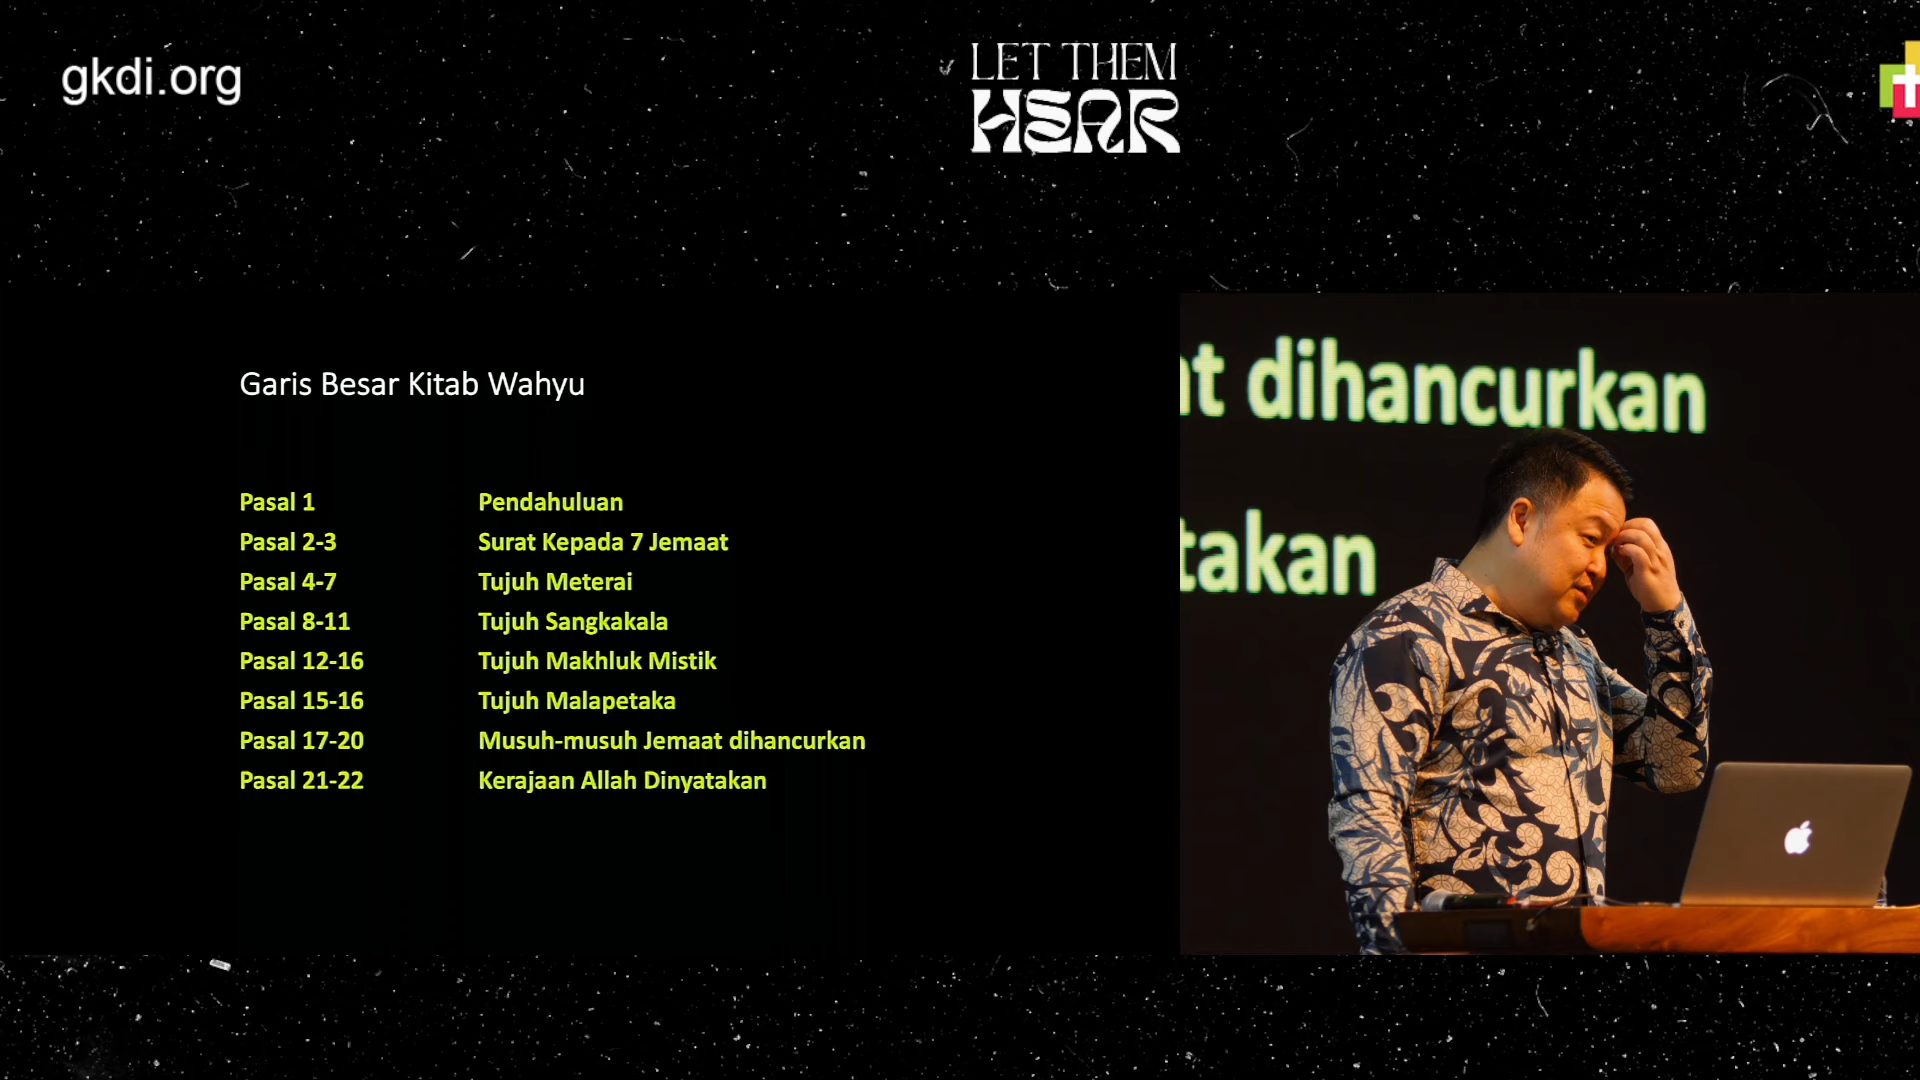 gkdi.org
LET THEM
HEAR
Garis Besar Kitab Wahyu
Pasal 1 Pendahuluan
Pasal 2-3 Surat Kepada 7 Jemaat
Pasal 4-7 Tujuh Meterai
Pasal 8-11 Tujuh Sangkakala
Pasal 12-16 Tujuh Makhluk Mistik
Pasal 15-16 Tujuh Malapetaka
Pasal 17-20 Musuh-musuh Jemaat dihancurkan
Pasal 21-22 Kerajaan Allah Dinyatakan
at dihancurkan
takan